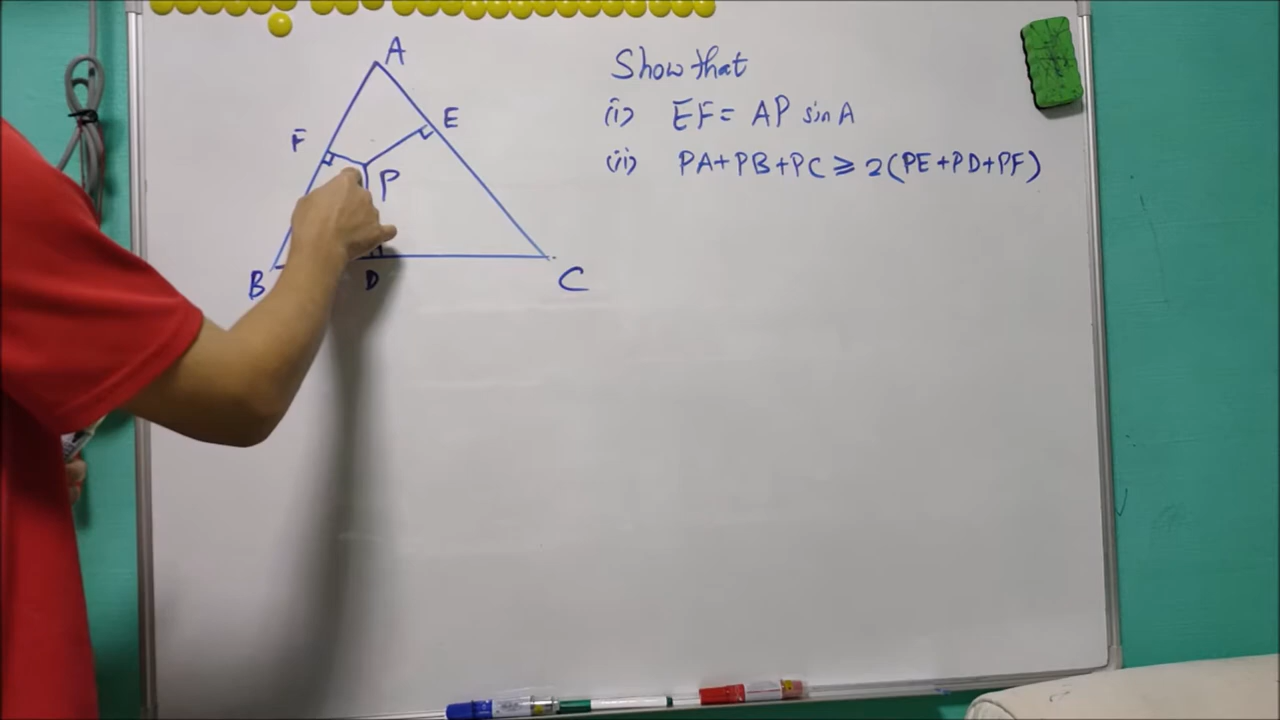 A
F
E
P
B
D
C
Show that
(i) EF = AP sin A
(ii) PA+PB+PC ≥ 2(PE+PD+PF)